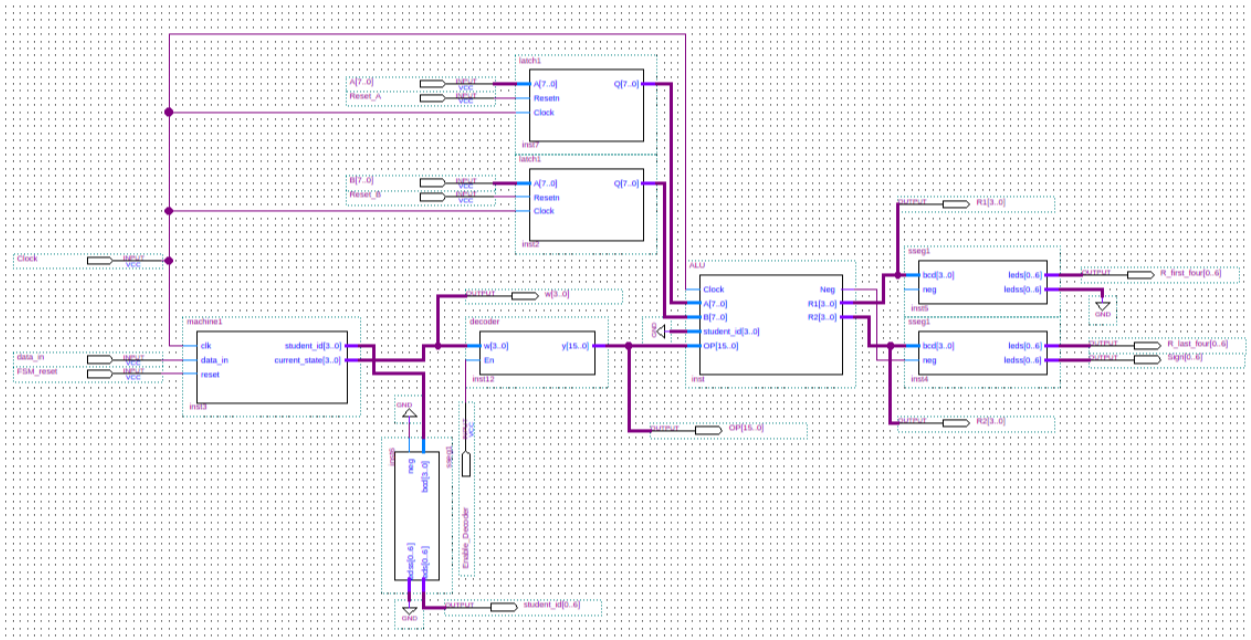 latch1
A[7..0] INPUT VCC A[7..0] Q[7..0]
Reset_A INPUT VCC Resetn
Clock
inst7
latch1
B[7..0] INPUT VCC A[7..0] Q[7..0]
Reset_B INPUT VCC Resetn
Clock
inst2
OUTPUT R1[3..0]
Clock INPUT VCC
sseg1
bcd[3..0] leds[0..6] OUTPUT R_first_four[0..6]
neg ledss[0..6]
inst5
GND
ALU
Clock Neg
A[7..0] R1[3..0]
B[7..0] R2[3..0]
student_id[3..0]
OP[15..0]
inst
GND
OUTPUT w[3..0]
machine1
clk student_id[3..0]
data_in INPUT VCC data_in current_state[3..0]
FSM_reset INPUT VCC reset
inst3
decoder
w[3..0] y[15..0]
En
inst12
sseg1
bcd[3..0] leds[0..6] OUTPUT R_last_four[0..6]
neg ledss[0..6] OUTPUT Sign[0..6]
inst4
OUTPUT R2[3..0]
OUTPUT OP[15..0]
GND
neg
bcd[3..0]
ledss[0..6]
leds[0..6]
sseg1
VCC
Enable_Decoder
OUTPUT student_id[0..6]
GND